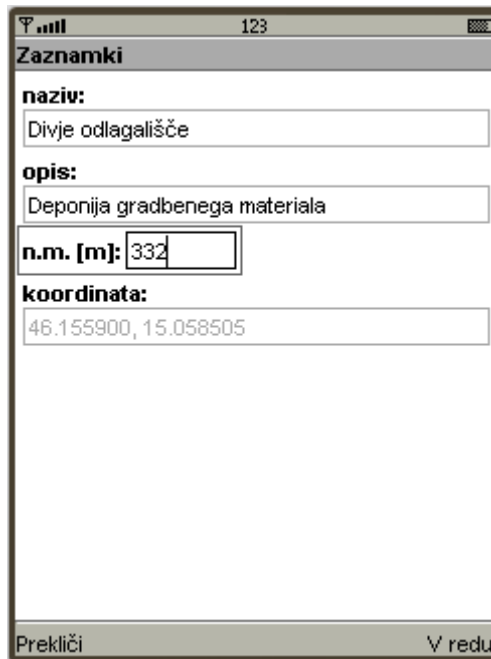 123
Zaznamki
naziv:
Divje odlagališče
opis:
Deponija gradbenega materiala
n.m. [m]: 332
koordinata:
46.155900, 15.058505
Prekliči V redu